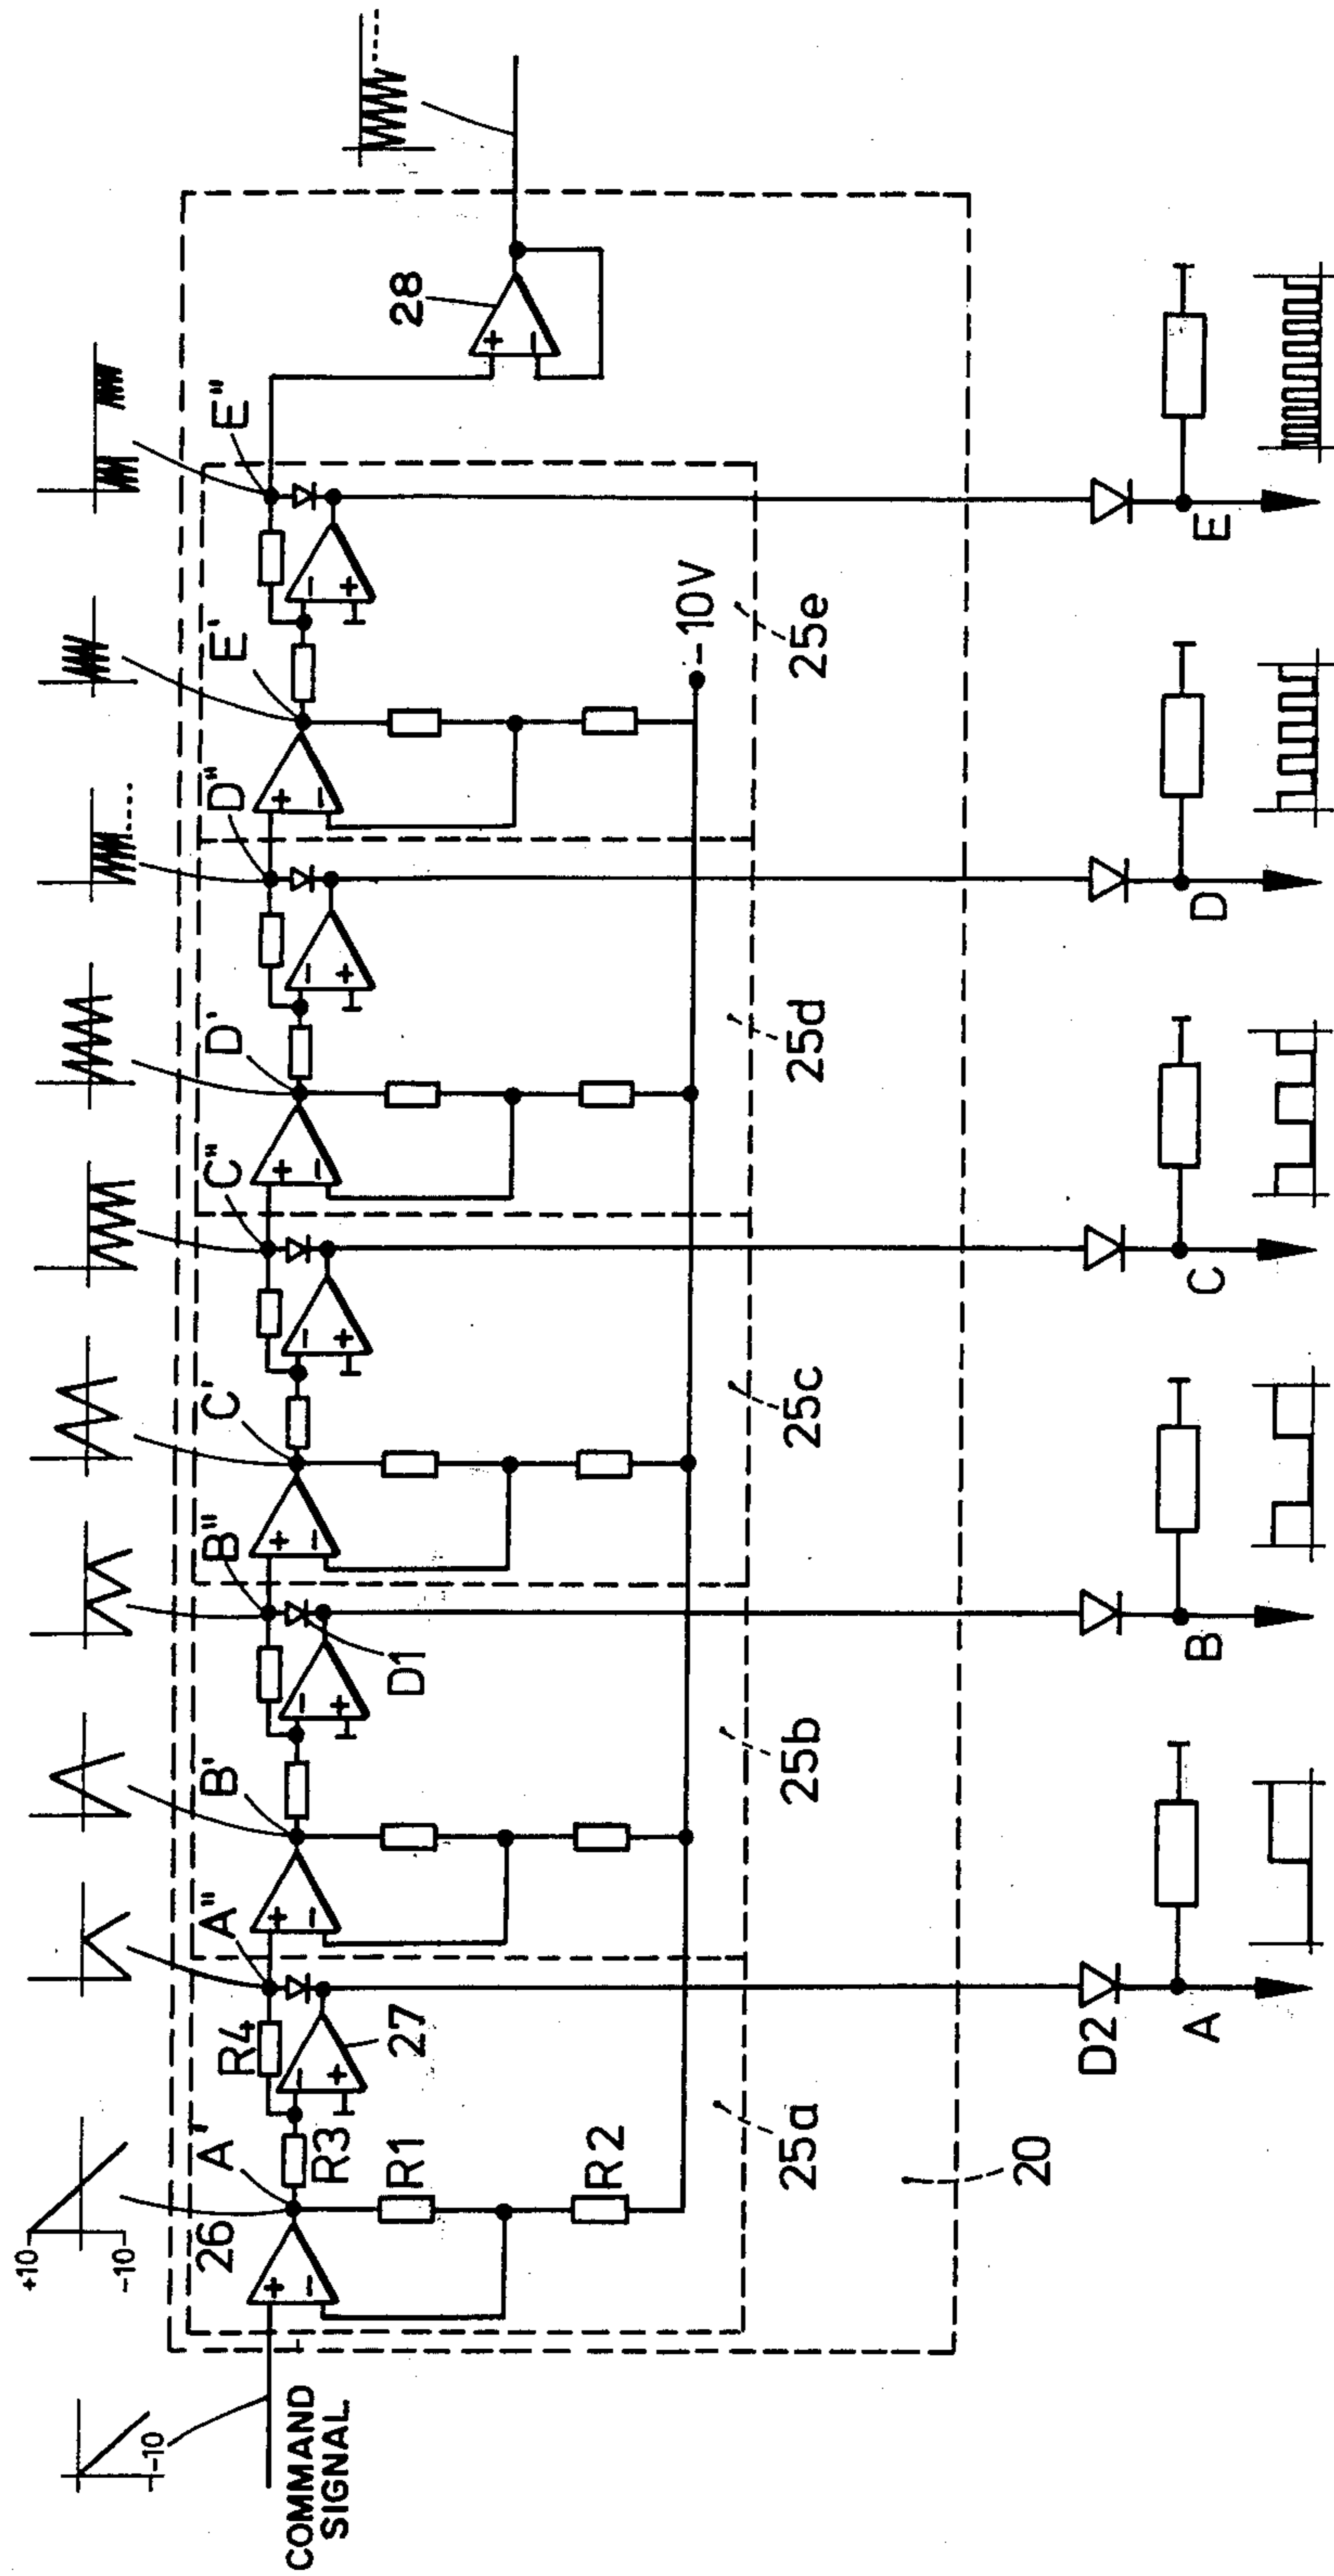 +10
-10
-10
COMMAND
SIGNAL
26
A'
R3
R4
A"
27
R1
R2
25a
20
B'
B"
D1
25b
C'
C"
25c
D'
D"
25d
E'
E"
-10V
25e
28
+
-
-
+
+
-
-
+
+
-
-
+
+
-
-
+
+
-
-
+
+
-
D2
A
B
C
D
E